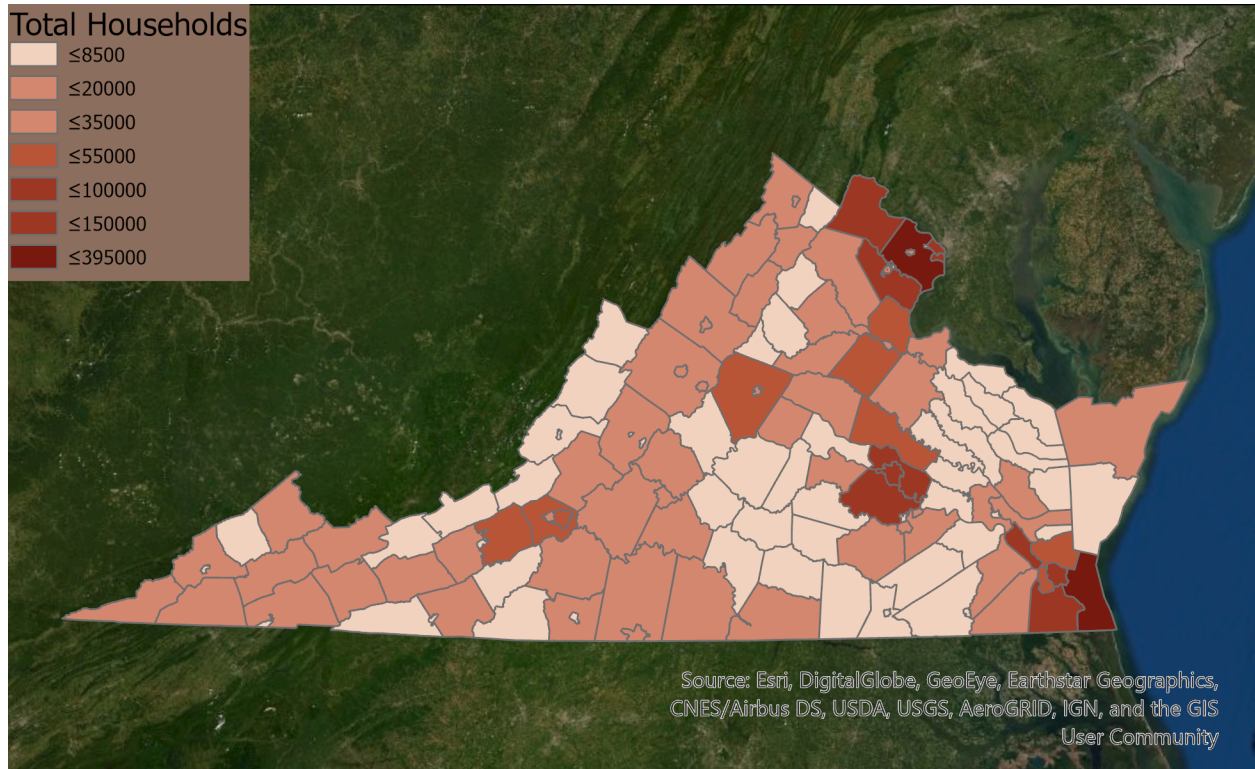 Total Households
≤8500
≤20000
≤35000
≤55000
≤100000
≤150000
≤395000
Source: Esri, DigitalGlobe, GeoEye, Earthstar Geographics,
CNES/Airbus DS, USDA, USGS, AeroGRID, IGN, and the GIS
User Community